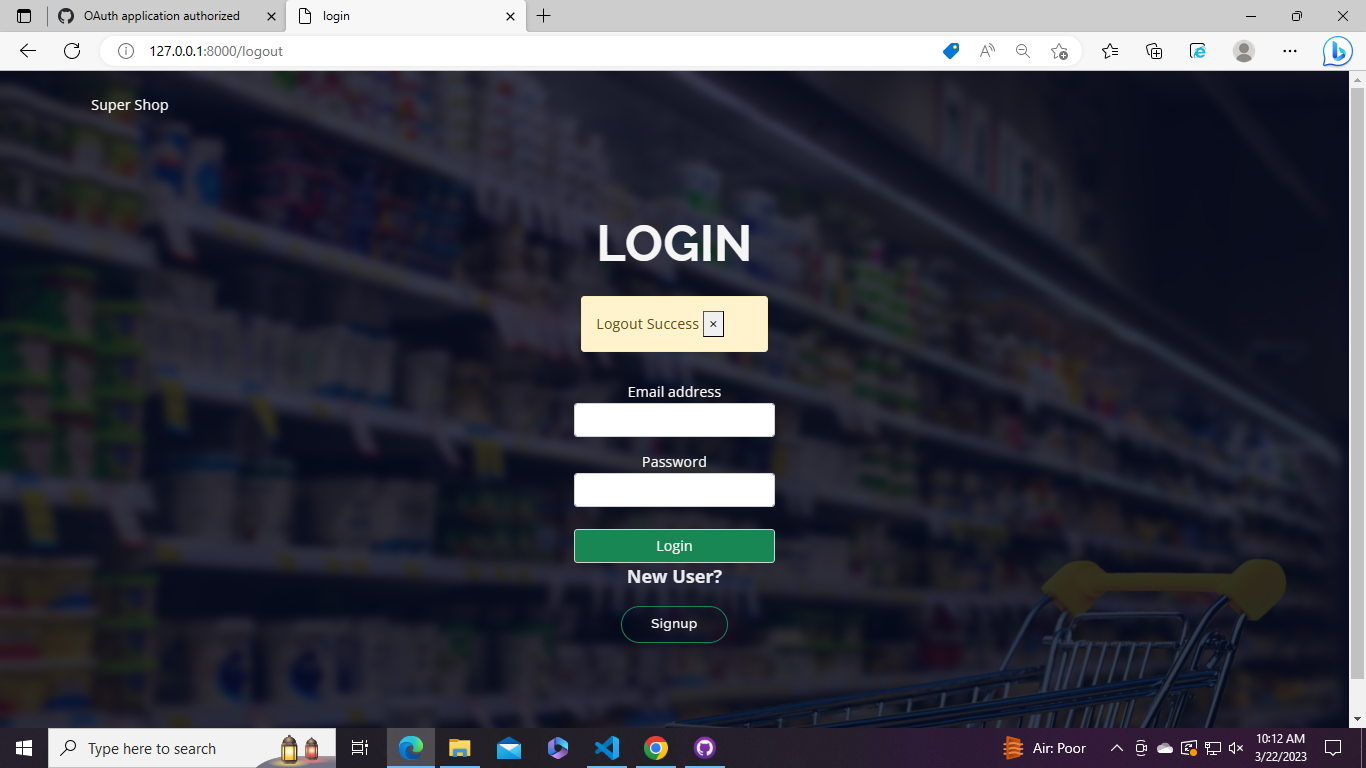 OAuth application authorized
login
127.0.0.1:8000/logout
Super Shop
LOGIN
Logout Success ×
Email address
Password
Login
New User?
Signup
Type here to search
Air: Poor
10:12 AM
3/22/2023